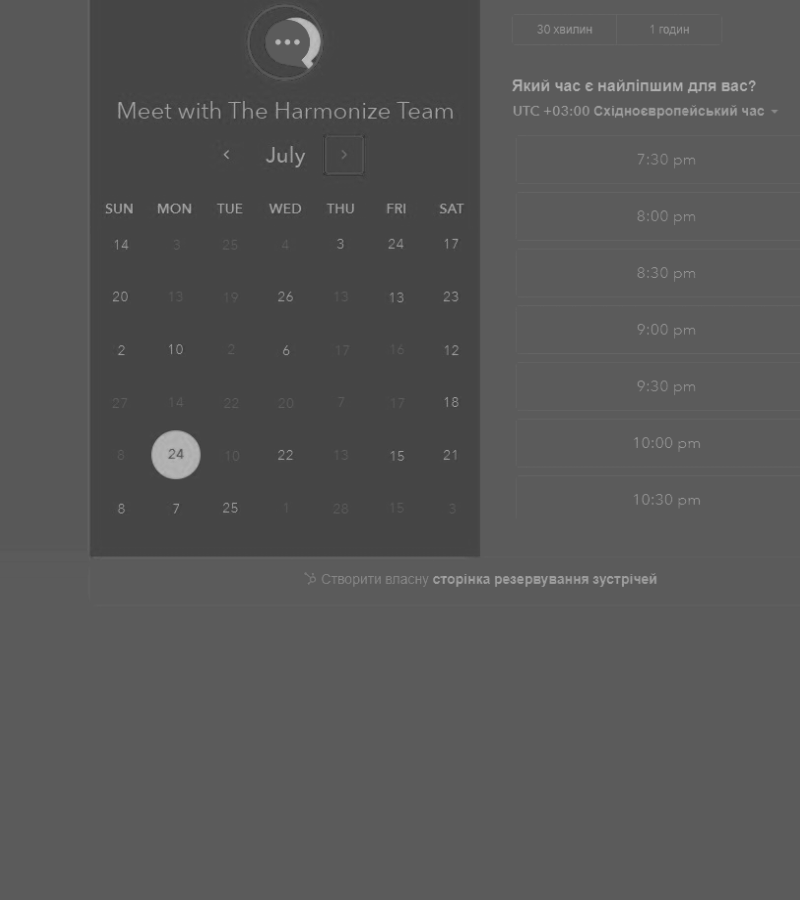 Meet with The Harmonize Team
July
SUN MON TUE WED THU FRI SAT
14 3 25 4 3 24 17
20 13 19 26 13 13 23
2 10 2 6 17 16 12
27 14 22 20 7 17 18
8 24 10 22 13 15 21
8 7 25 1 28 15 3
30 хвилин 1 годин
Який час є найліпшим для вас?
UTC +03:00 Східноєвропейський час
7:30 pm
8:00 pm
8:30 pm
9:00 pm
9:30 pm
10:00 pm
10:30 pm
Створити власну сторінка резервування зустрічей